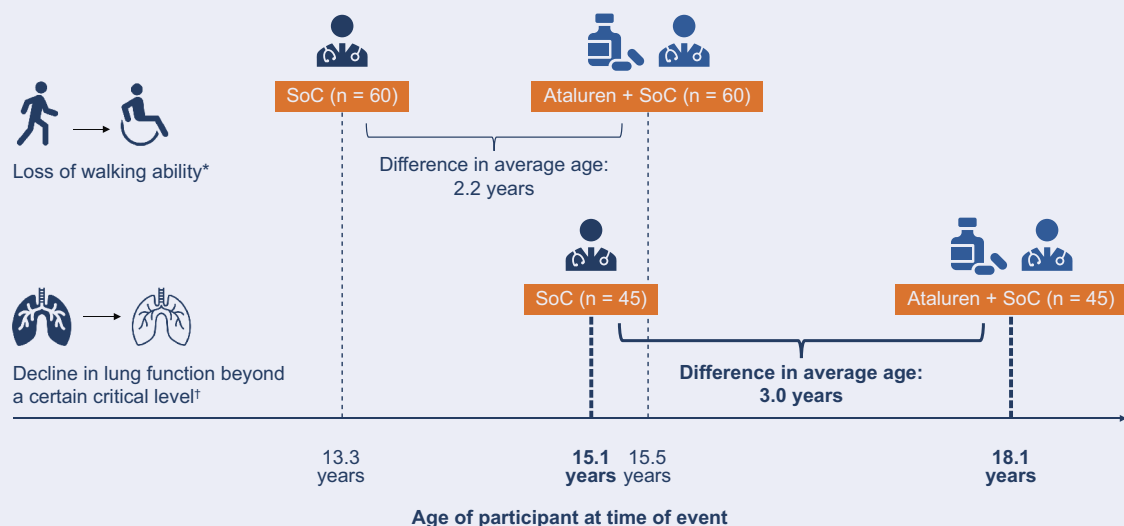 SoC (n = 60)
Ataluren + SoC (n = 60)
Loss of walking ability*
Difference in average age:
2.2 years
SoC (n = 45)
Ataluren + SoC (n = 45)
Decline in lung function beyond
a certain critical level†
Difference in average age:
3.0 years
13.3
years
15.1
years
15.5
years
18.1
years
Age of participant at time of event